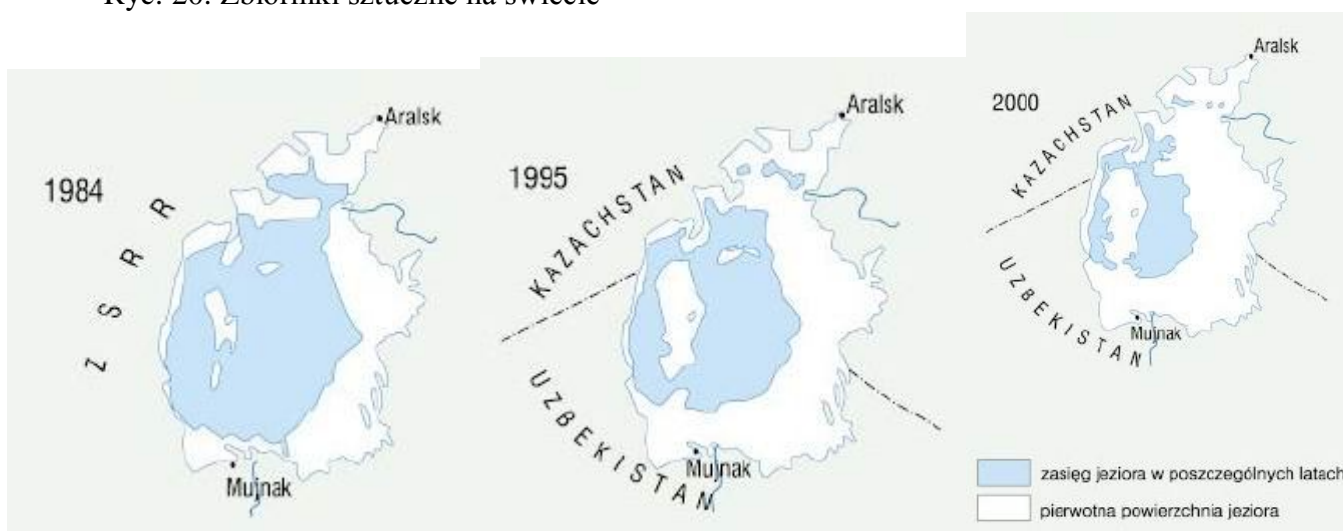 Ryc. 20. Zbiorniki sztuczne na świecie
1984
Z S R R
Aralsk
Mujnak
1995
KAZACHSTAN
UZBEKISTAN
Aralsk
Mujnak
2000
KAZACHSTAN
UZBEKISTAN
Aralsk
Mujnak
zasięg jeziora w poszczególnych latach
pierwotna powierzchnia jeziora